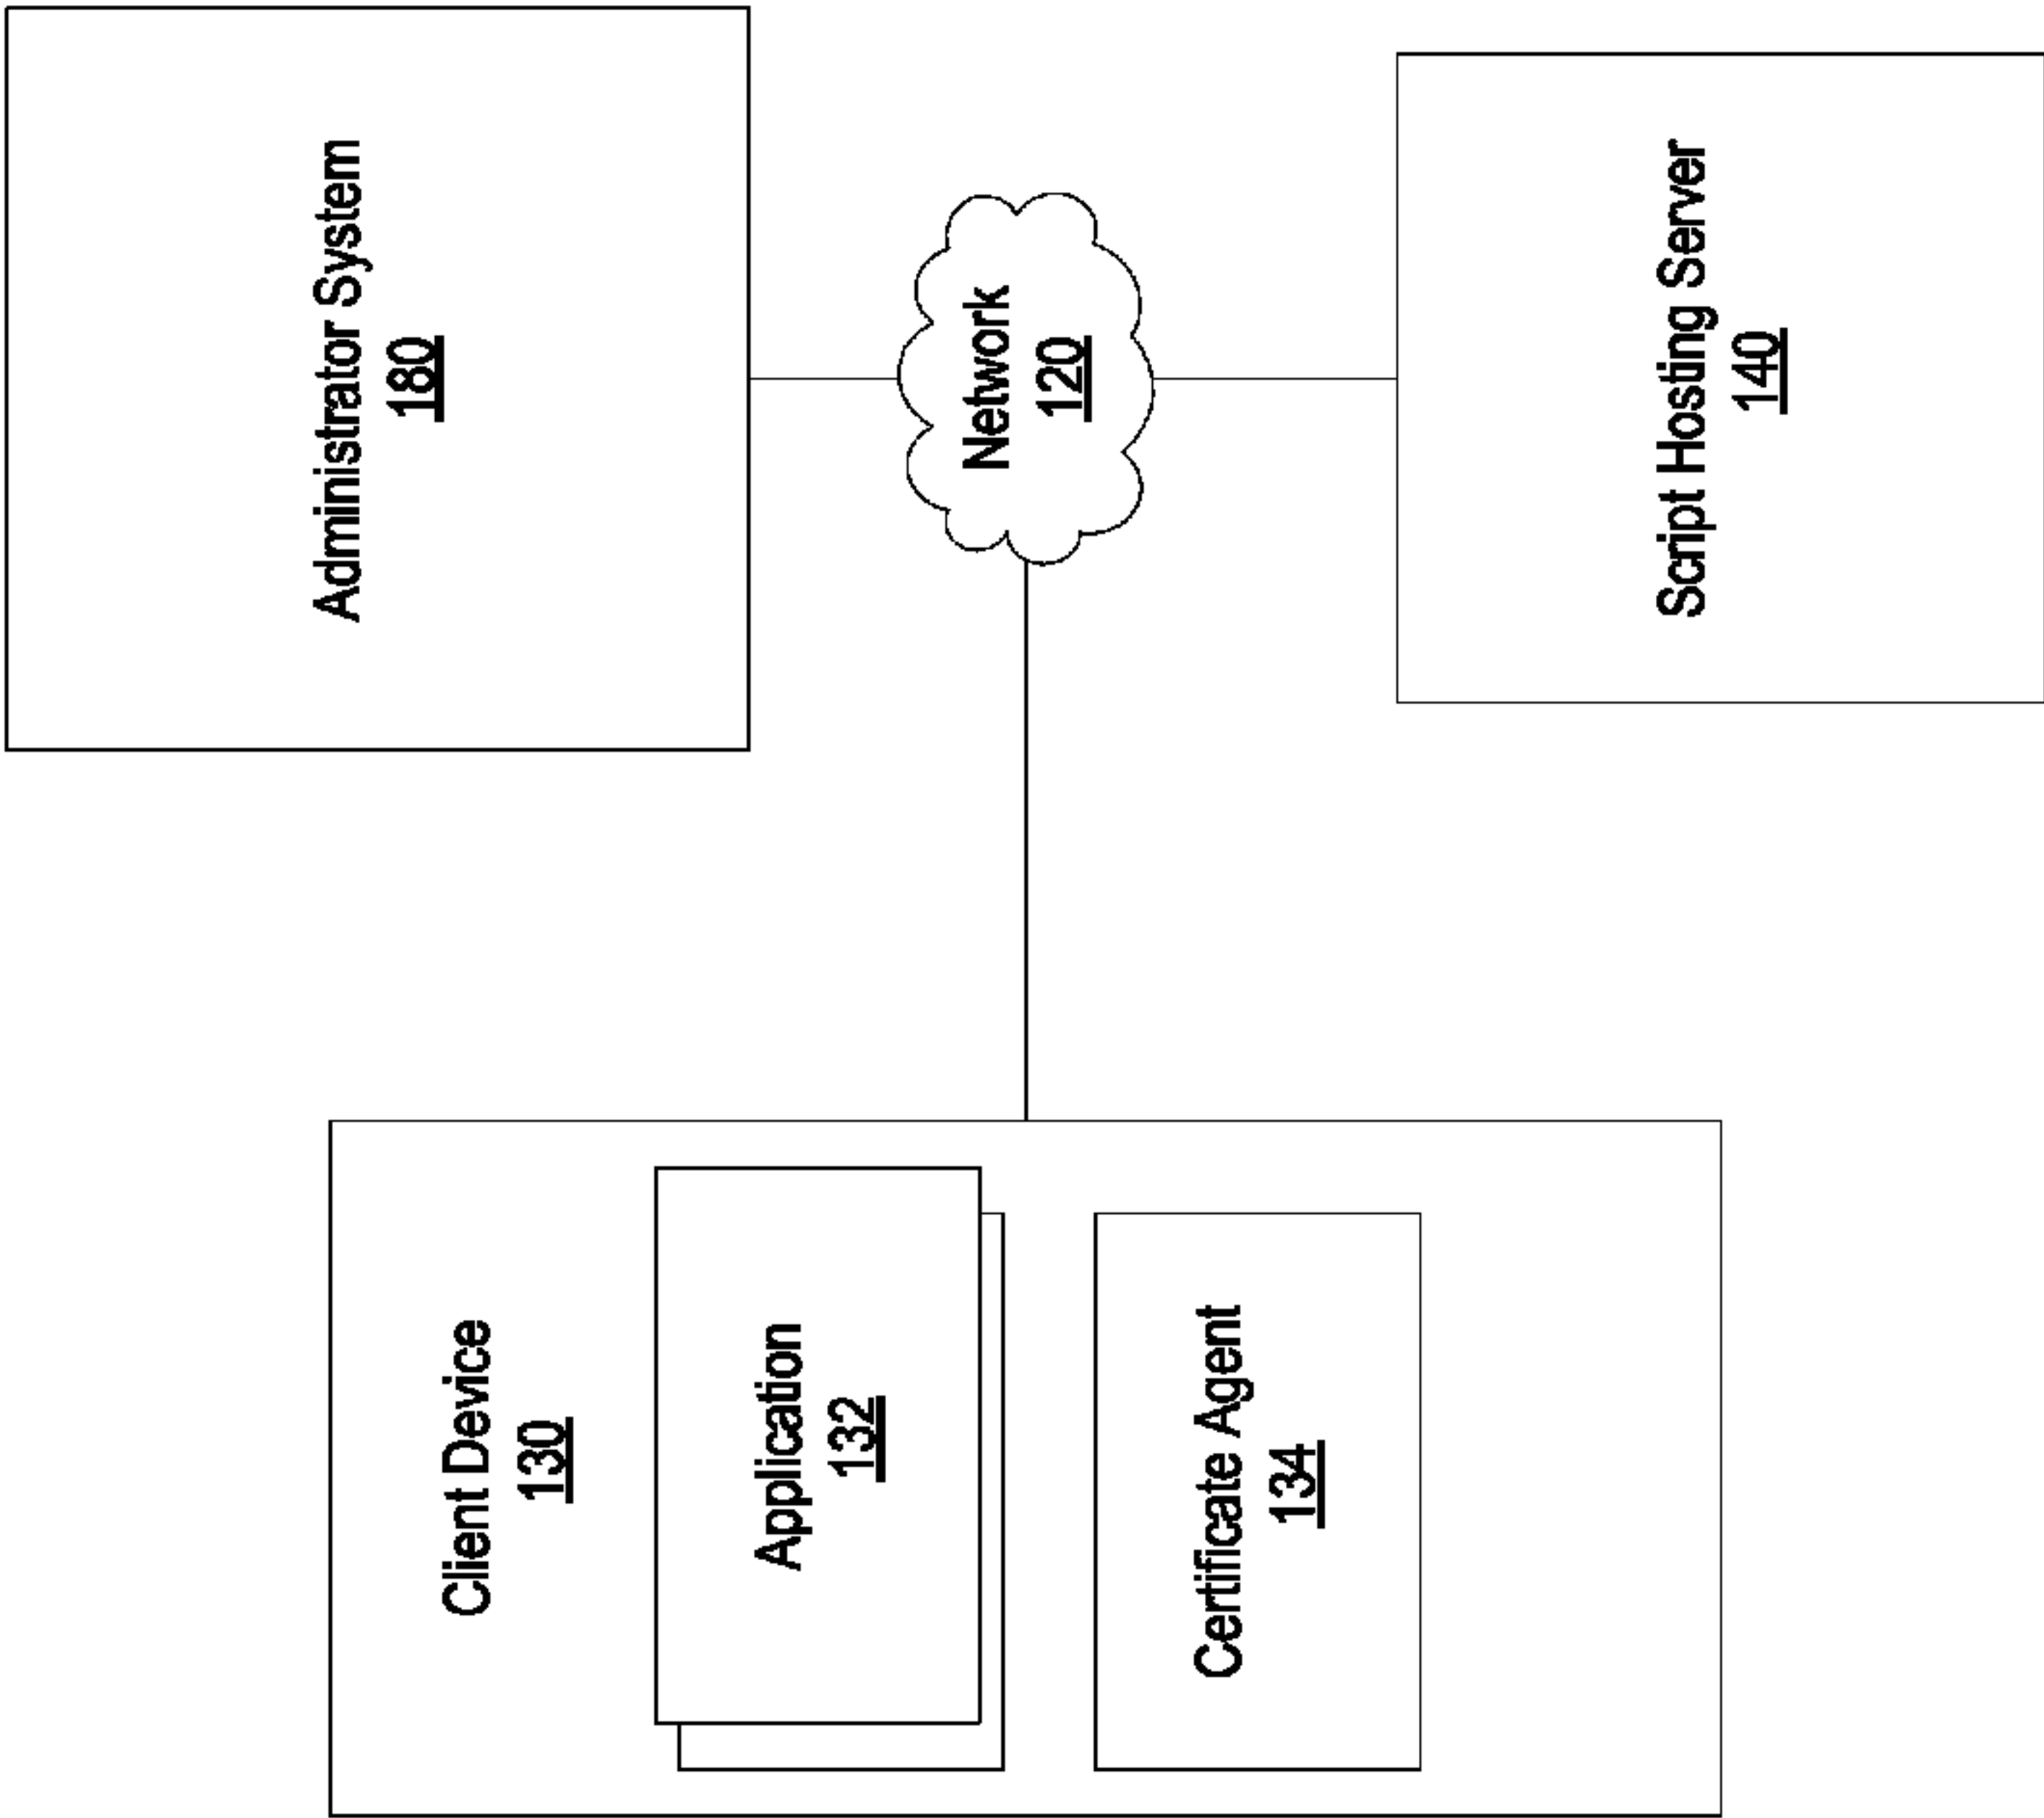 Administrator System
180
Client Device
130
Application
132
Network
120
Certificate Agent
134
Script Hosting Server
140